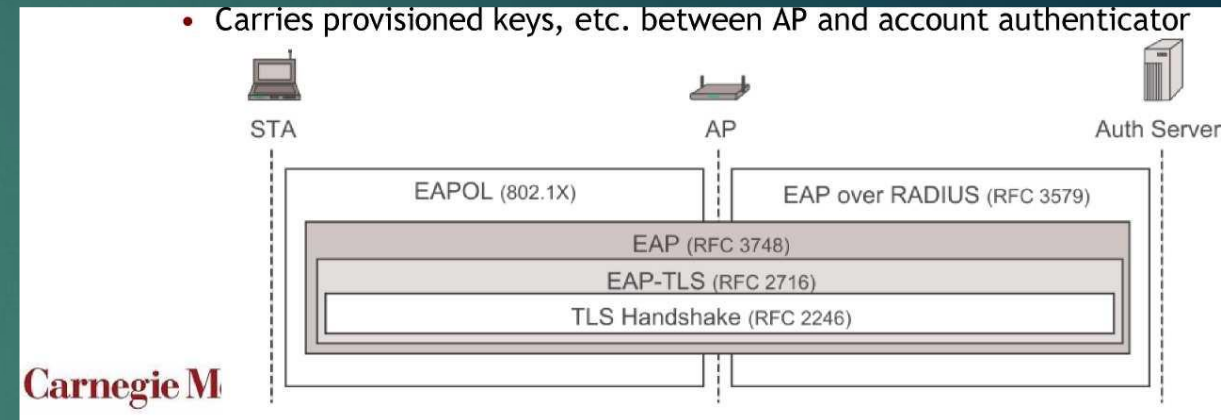 • Carries provisioned keys, etc. between AP and account authenticator
STA
AP
Auth Server
EAPOL (802.1X)
EAP over RADIUS (RFC 3579)
EAP (RFC 3748)
EAP-TLS (RFC 2716)
TLS Handshake (RFC 2246)
Carnegie M